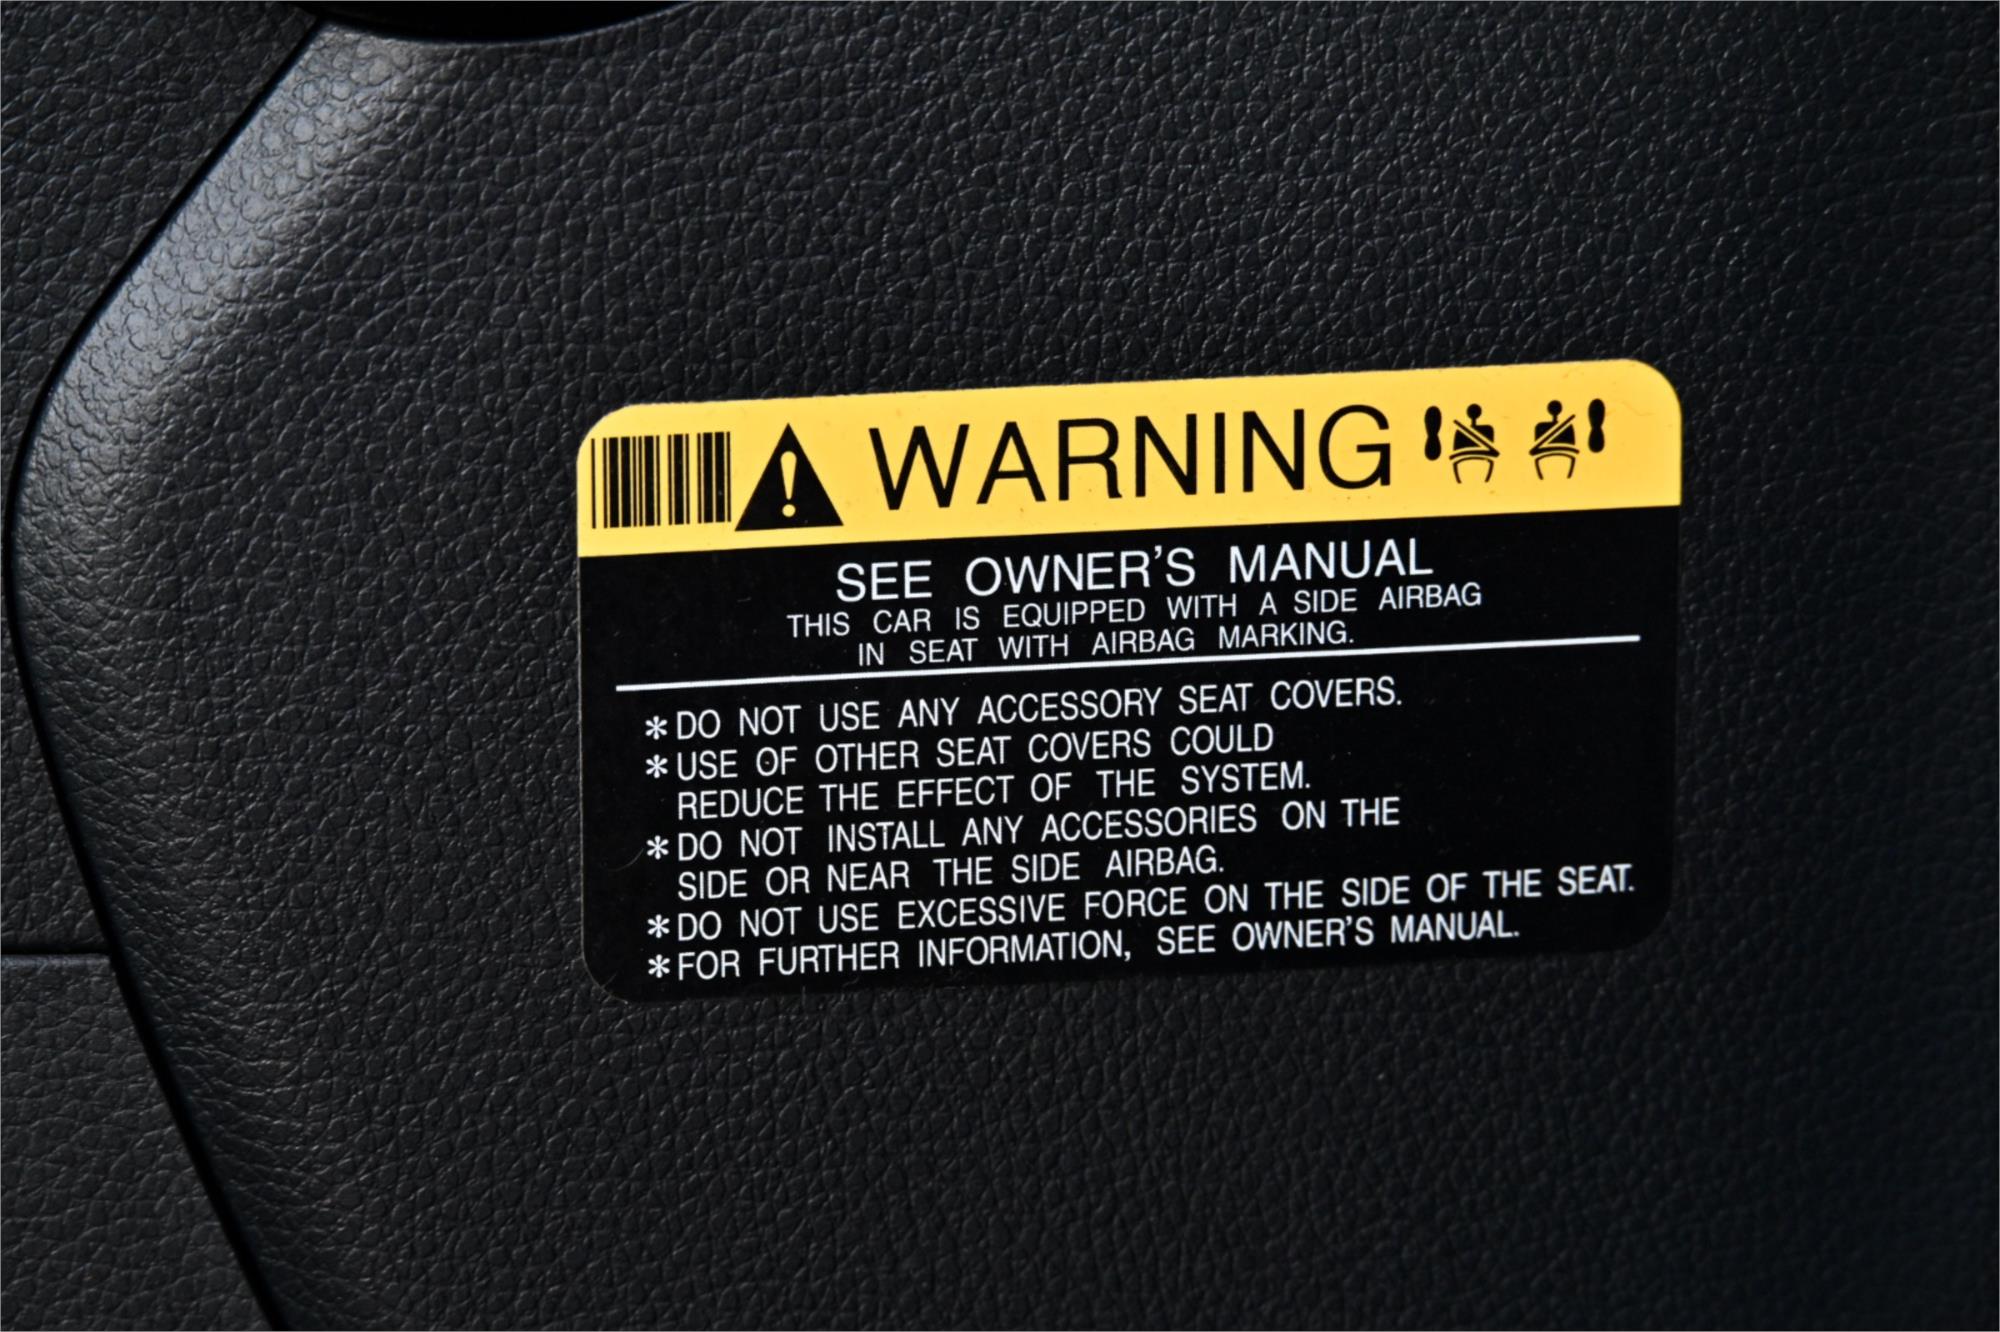 WARNING
SEE OWNER'S MANUAL
THIS CAR IS EQUIPPED WITH A SIDE AIRBAG
IN SEAT WITH AIRBAG MARKING.
*DO NOT USE ANY ACCESSORY SEAT COVERS.
*USE OF OTHER SEAT COVERS COULD
REDUCE THE EFFECT OF THE SYSTEM.
*DO NOT INSTALL ANY ACCESSORIES ON THE
SIDE OR NEAR THE SIDE AIRBAG.
*DO NOT USE EXCESSIVE FORCE ON THE SIDE OF THE SEAT.
*FOR FURTHER INFORMATION, SEE OWNER'S MANUAL.